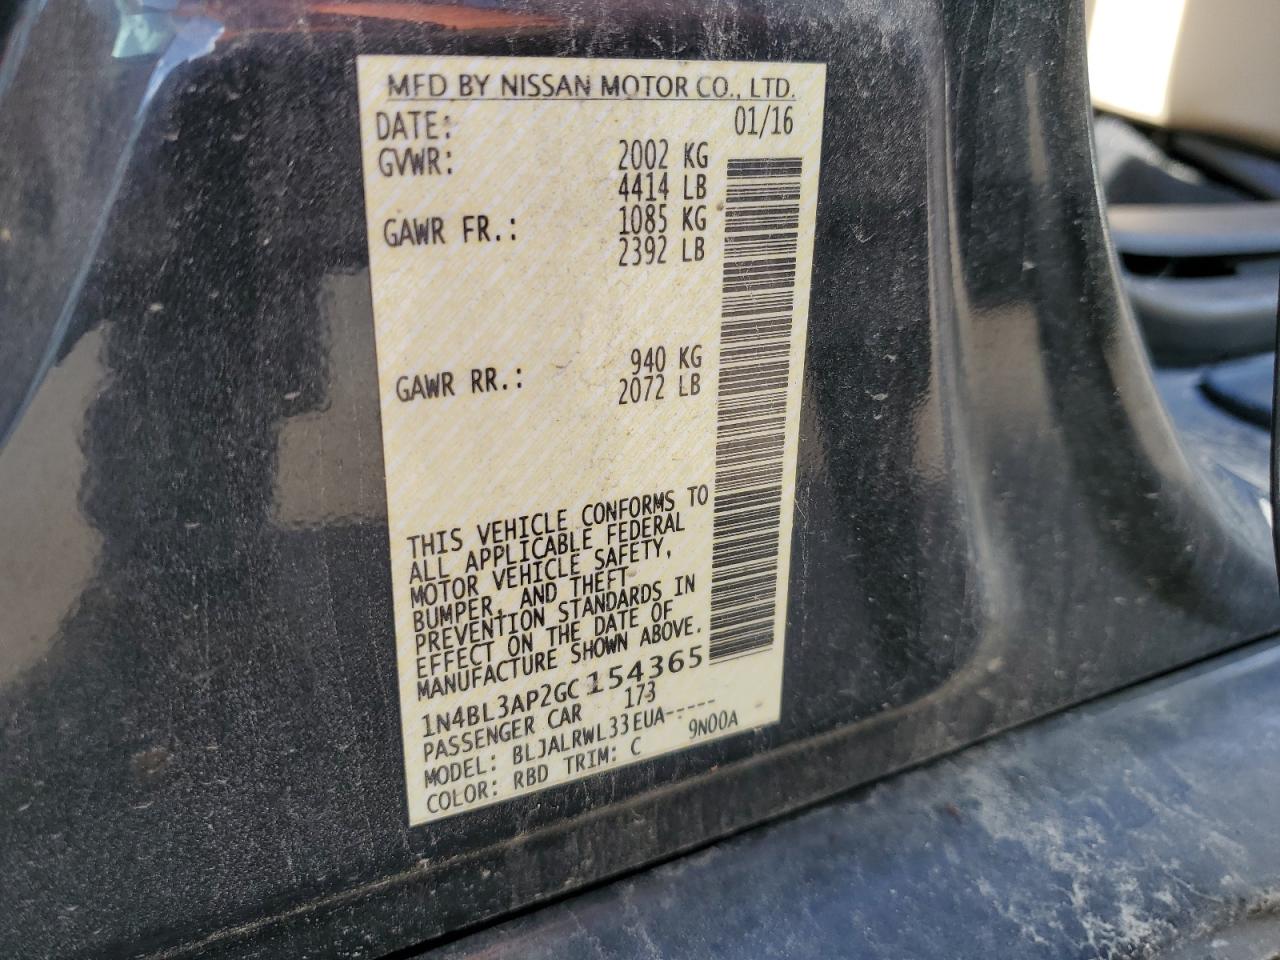 MFD BY NISSAN MOTOR CO., LTD.
DATE: 01/16
GVWR: 2002 KG
4414 LB
GAWR FR.: 1085 KG
2392 LB
GAWR RR.: 940 KG
2072 LB
THIS VEHICLE CONFORMS TO
ALL APPLICABLE FEDERAL
MOTOR VEHICLE SAFETY,
BUMPER, AND THEFT
PREVENTION STANDARDS IN
EFFECT ON THE DATE OF
MANUFACTURE SHOWN ABOVE.
1N4BL3AP2GC154365
PASSENGER CAR 173
MODEL: BLJALRWL33EUA-----
COLOR: RBD TRIM: C 9N00A